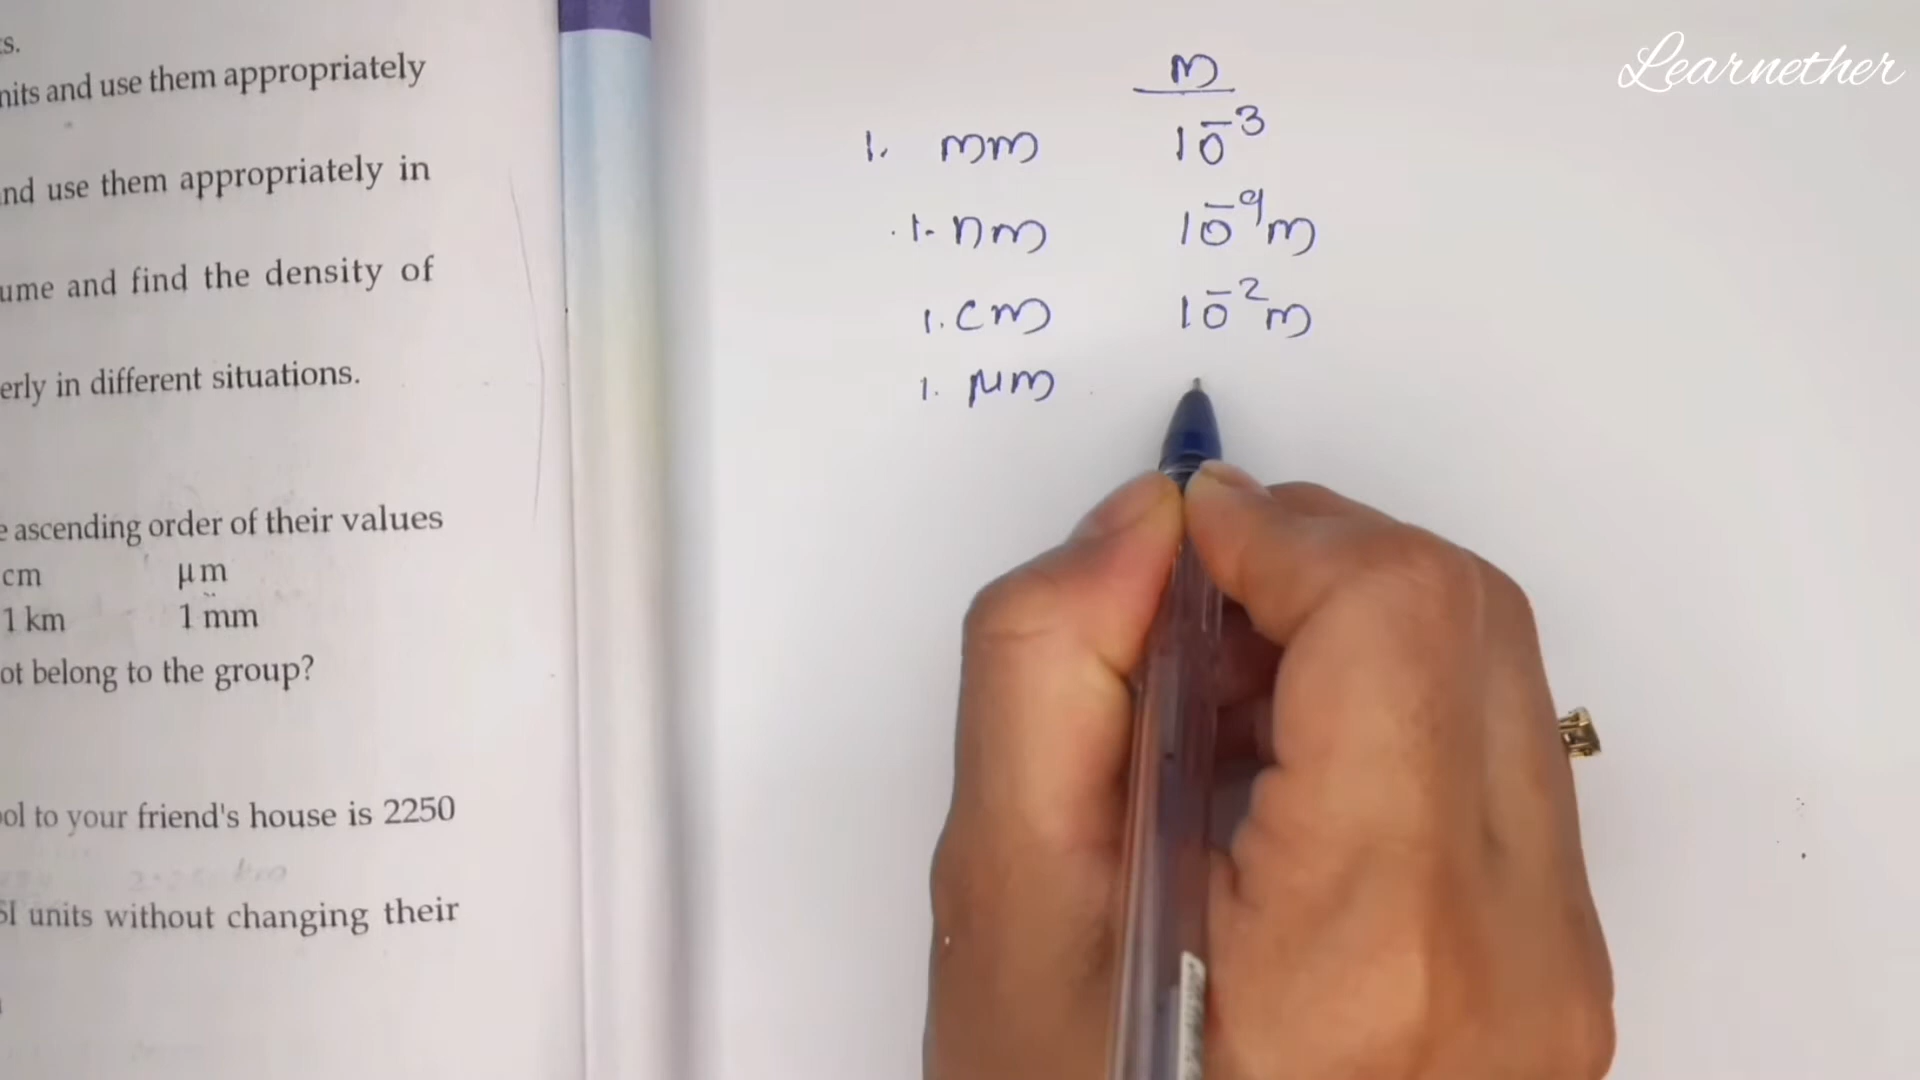 s.
nits and use them appropriately
nd use them appropriately in
ume and find the density of
erly in different situations.
e ascending order of their values
cm μm
1 km 1 mm
ot belong to the group?
ol to your friend's house is 2250
SI units without changing their
m
1. mm 10⁻³
1. nm 10⁻⁹m
1. cm 10⁻²m
1. μm
Learnether